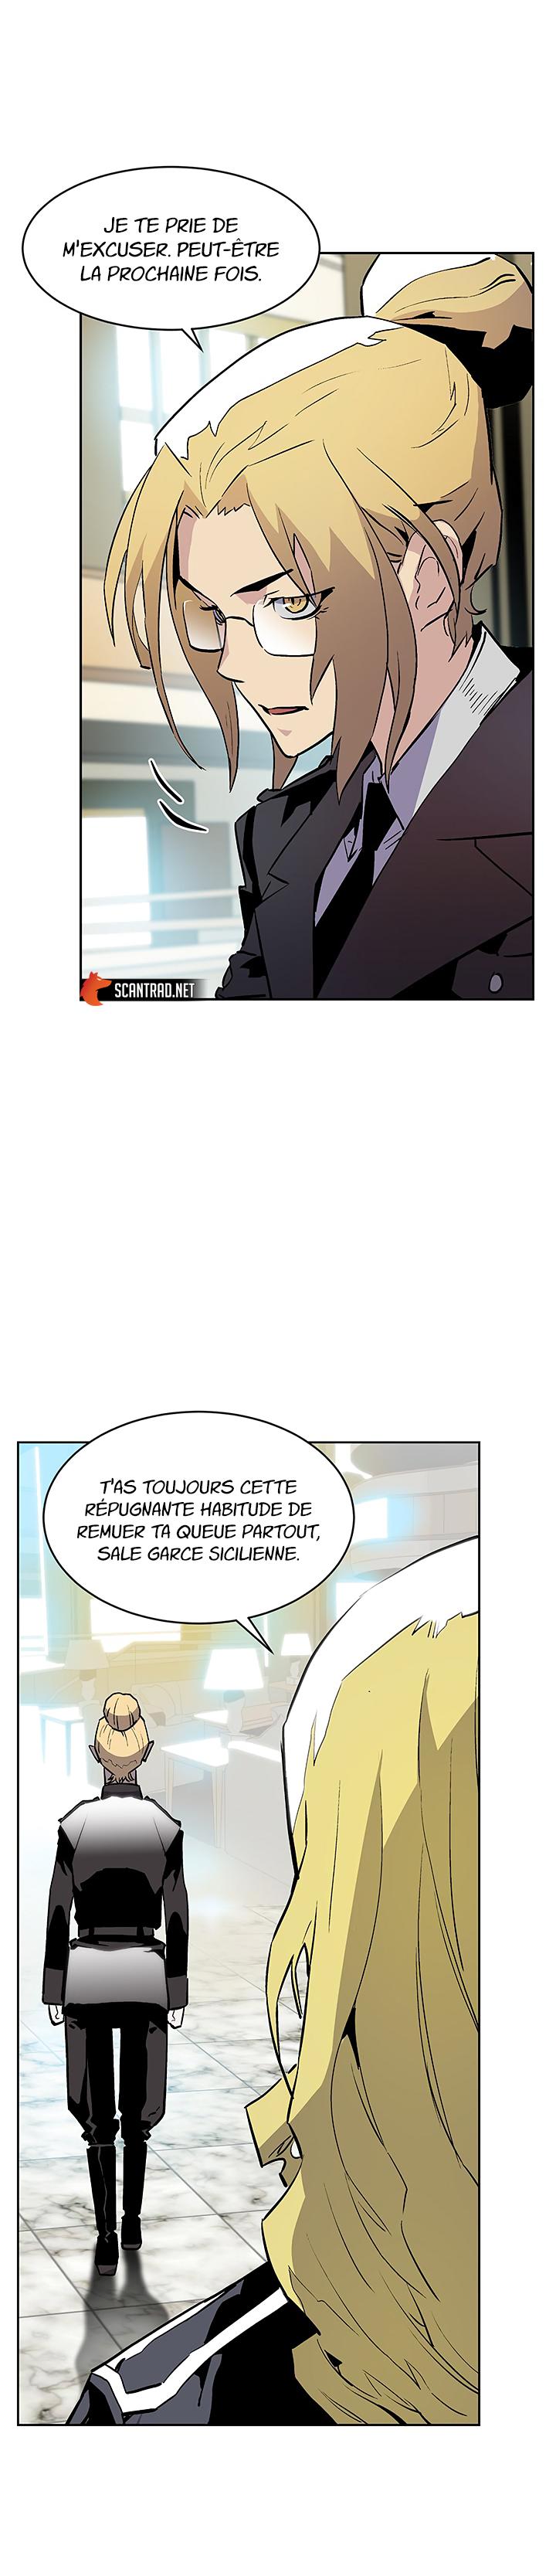 JE TE PRIE DE
M'EXCUSER. PEUT-ÊTRE
LA PROCHAINE FOIS.
SCANTRAD.NET
T'AS TOUJOURS CETTE
RÉPUGNANTE HABITUDE DE
REMUER TA QUEUE PARTOUT,
SALE GARCE SICILIENNE.